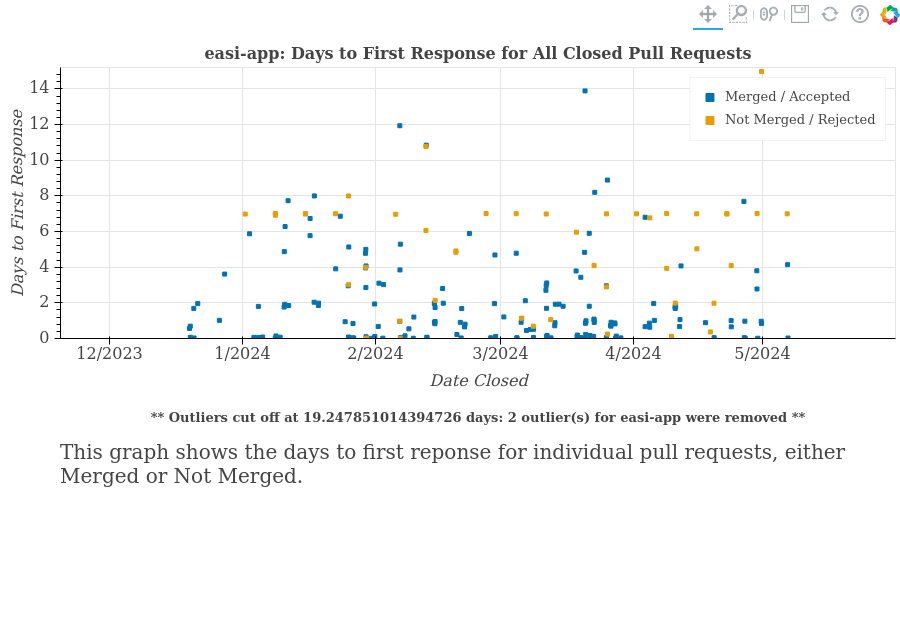 easi-app: Days to First Response for All Closed Pull Requests
Merged / Accepted
Not Merged / Rejected
Days to First Response
14
12
10
8
6
4
2
0
12/2023 1/2024 2/2024 3/2024 4/2024 5/2024
Date Closed
** Outliers cut off at 19.247851014394726 days: 2 outlier(s) for easi-app were removed **
This graph shows the days to first reponse for individual pull requests, either
Merged or Not Merged.